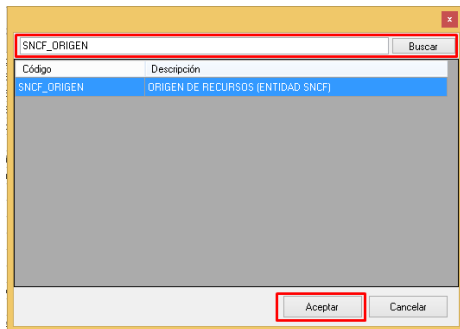 x
SNCF_ORIGEN Buscar
Código Descripción
SNCF_ORIGEN ORIGEN DE RECURSOS (ENTIDAD SNCF)
Aceptar Cancelar